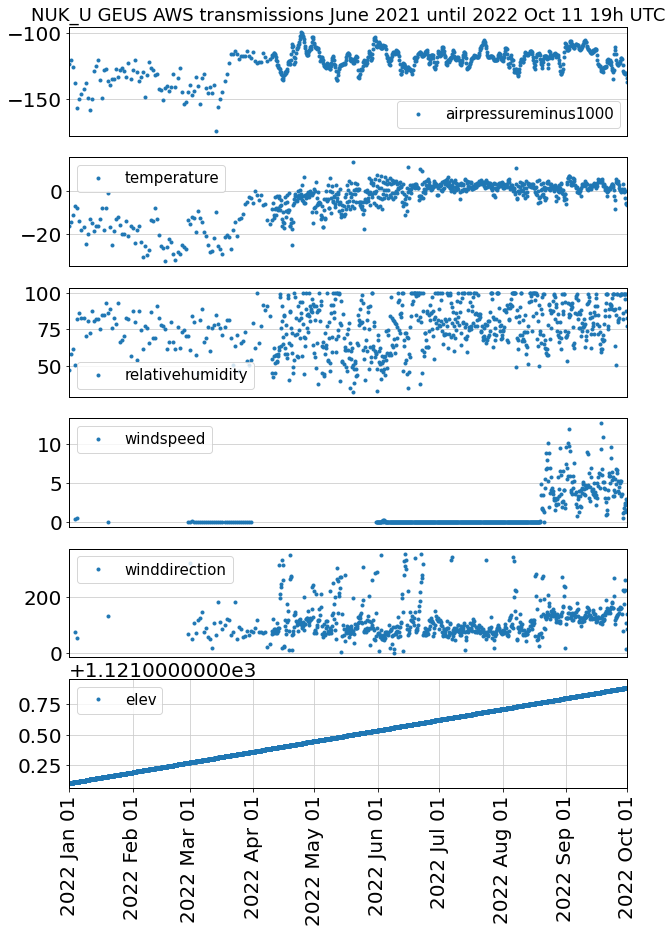 NUK_U GEUS AWS transmissions June 2021 until 2022 Oct 11 19h UTC
−100
−150
airpressureminus1000
0
−20
temperature
100
75
50
relativehumidity
10
5
0
windspeed
200
0
winddirection
+1.1210000000e3
0.75
0.50
0.25
elev
2022 Jan 01
2022 Feb 01
2022 Mar 01
2022 Apr 01
2022 May 01
2022 Jun 01
2022 Jul 01
2022 Aug 01
2022 Sep 01
2022 Oct 01